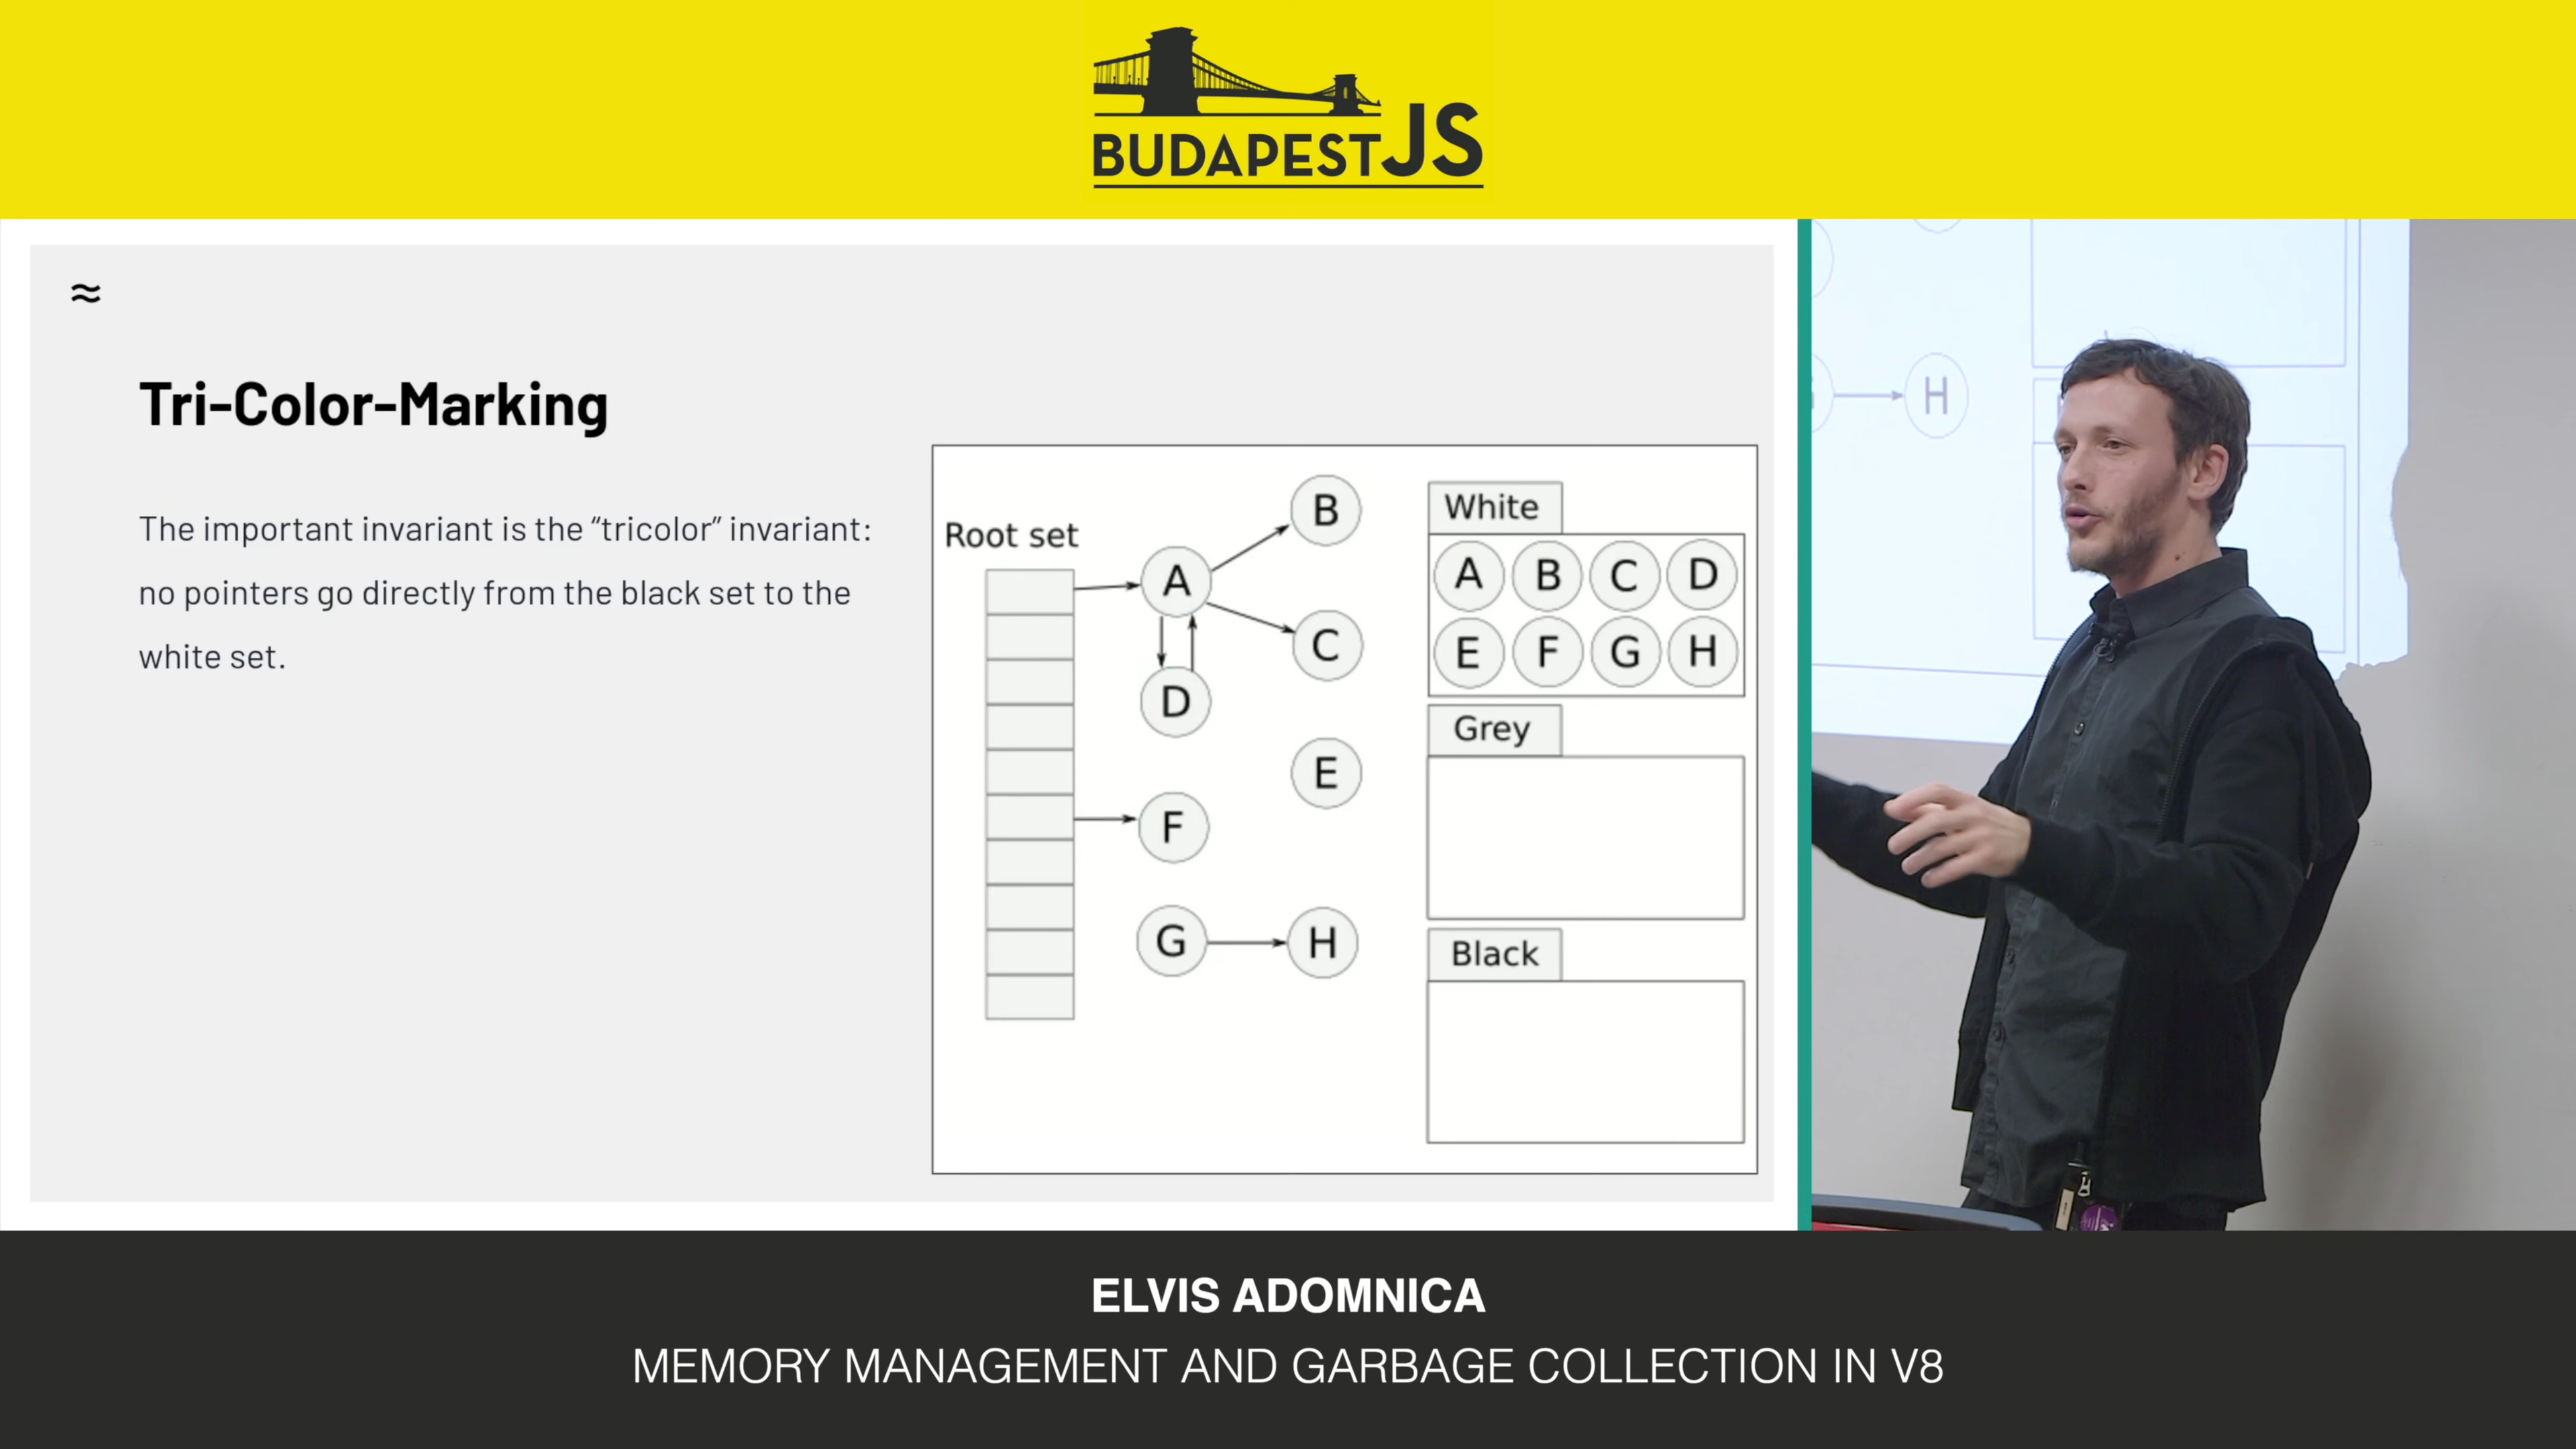 BUDAPESTJS
≈
Tri-Color-Marking
The important invariant is the “tricolor” invariant:
no pointers go directly from the black set to the
white set.
Root set
A
B
C
D
E
F
G
H
White
A B C D
E F G H
Grey
Black
H
ELVIS ADOMNICA
MEMORY MANAGEMENT AND GARBAGE COLLECTION IN V8